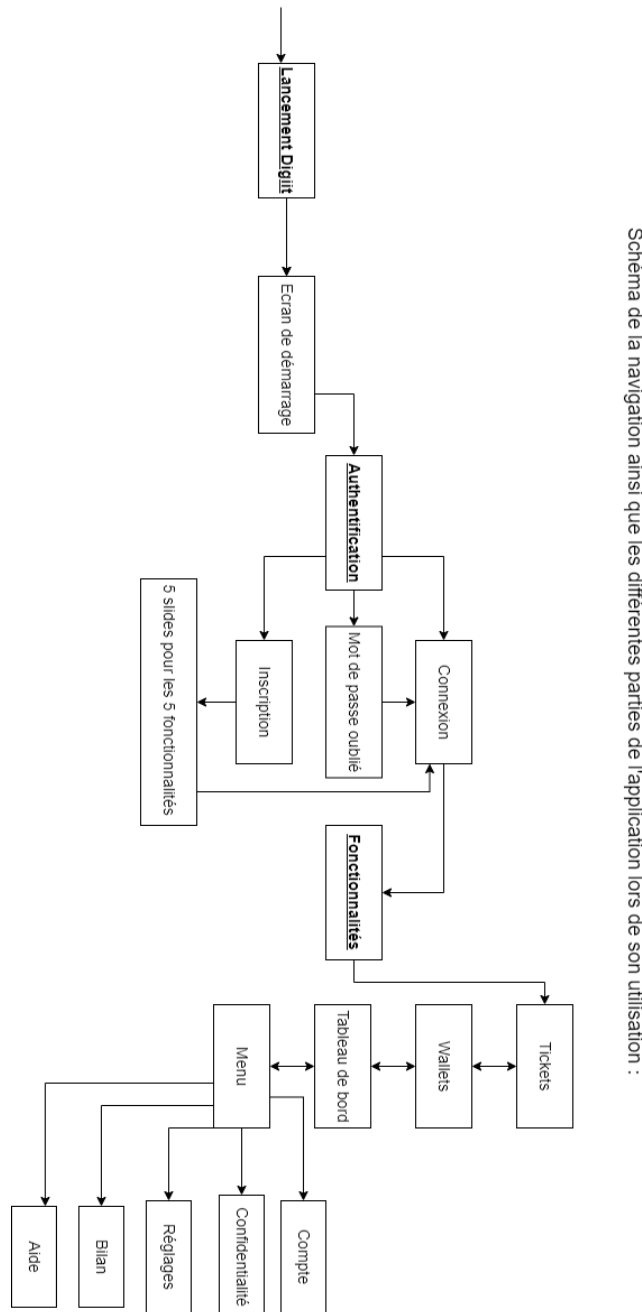 Schéma de la navigation ainsi que les différentes parties de l'application lors de son utilisation :
Lancement Digiit
Ecran de démarrage
Authentification
Connexion
Mot de passe oublié
Inscription
5 slides pour les 5 fonctionnalités
Fonctionnalités
Tickets
Wallets
Tableau de bord
Menu
Compte
Confidentialité
Réglages
Bilan
Aide